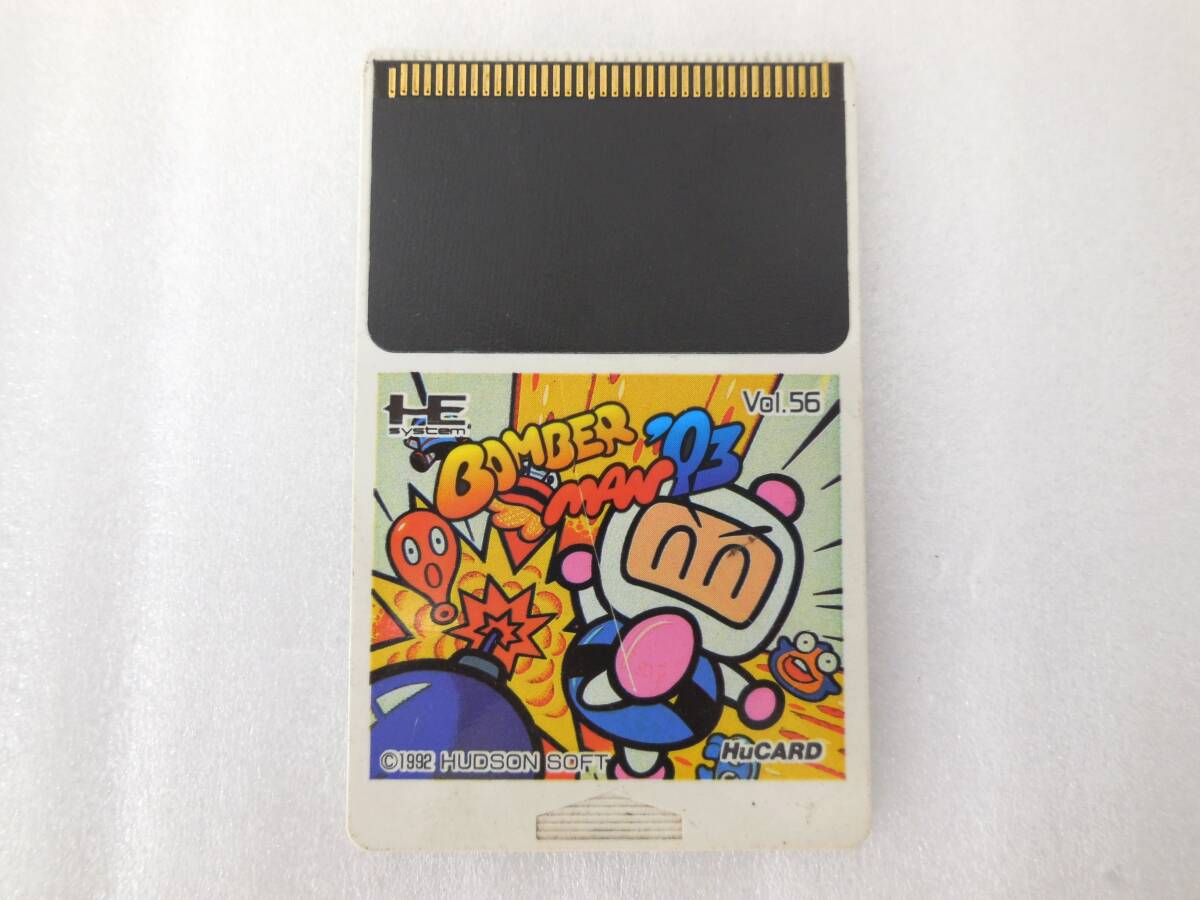 HE
system
Vol.56
BOMBER
MAN '93
©1992 HUDSON SOFT
HuCARD